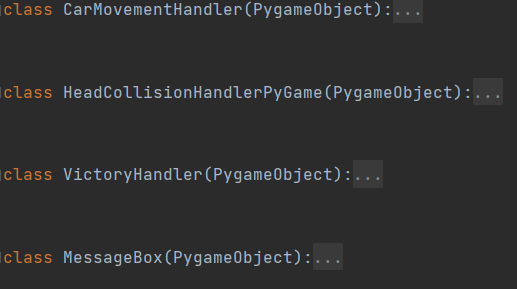 class CarMovementHandler(PygameObject):...
class HeadCollisionHandlerPyGame(PygameObject):...
class VictoryHandler(PygameObject):...
class MessageBox(PygameObject):...